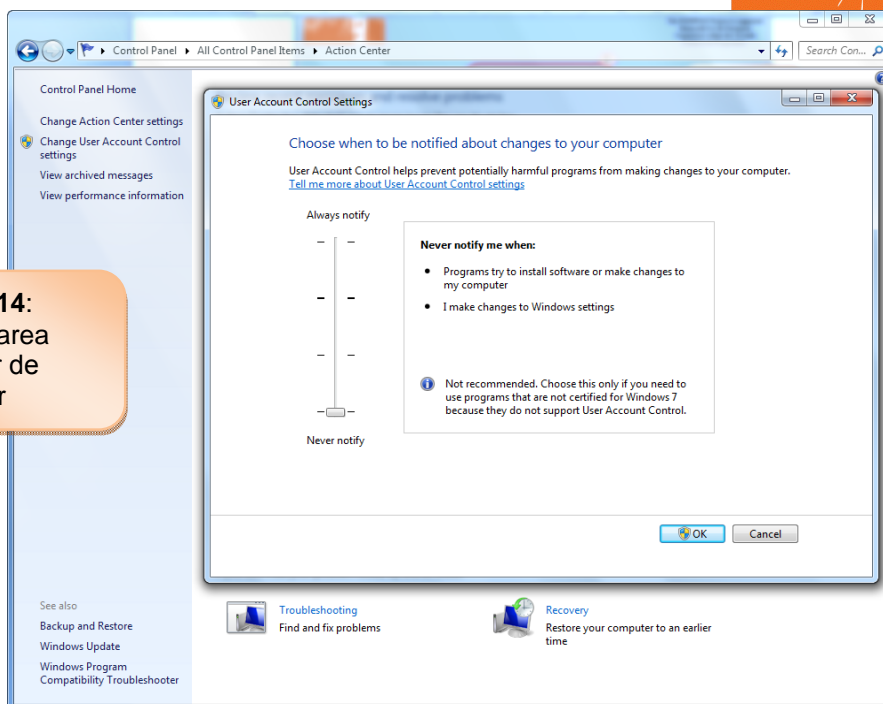 Control Panel ▸ All Control Panel Items ▸ Action Center
Search Con...
Control Panel Home
Change Action Center settings
Change User Account Control
settings
View archived messages
View performance information
and resolve problems
User Account Control Settings
Choose when to be notified about changes to your computer
User Account Control helps prevent potentially harmful programs from making changes to your computer.
Tell me more about User Account Control settings
Always notify
Never notify me when:
• Programs try to install software or make changes to
my computer
• I make changes to Windows settings
Not recommended. Choose this only if you need to
use programs that are not certified for Windows 7
because they do not support User Account Control.
Never notify
OK
Cancel
14:
area
de
See also
Backup and Restore
Windows Update
Windows Program
Compatibility Troubleshooter
Troubleshooting
Find and fix problems
Recovery
Restore your computer to an earlier
time